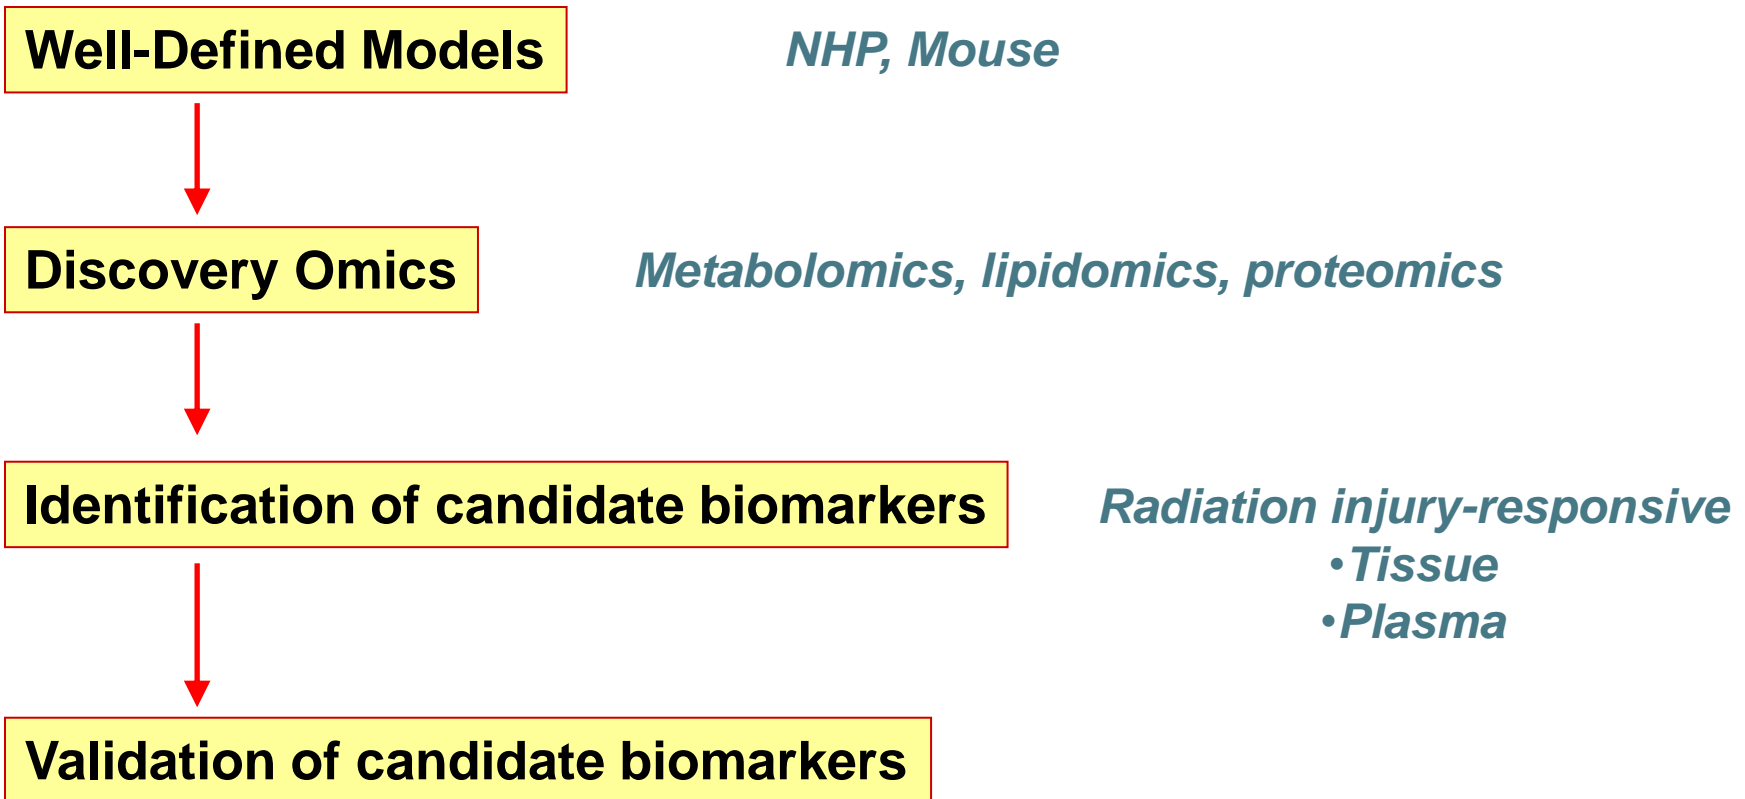 Well-Defined Models
NHP, Mouse
Discovery Omics
Metabolomics, lipidomics, proteomics
Identification of candidate biomarkers
Radiation injury-responsive
•Tissue
•Plasma
Validation of candidate biomarkers